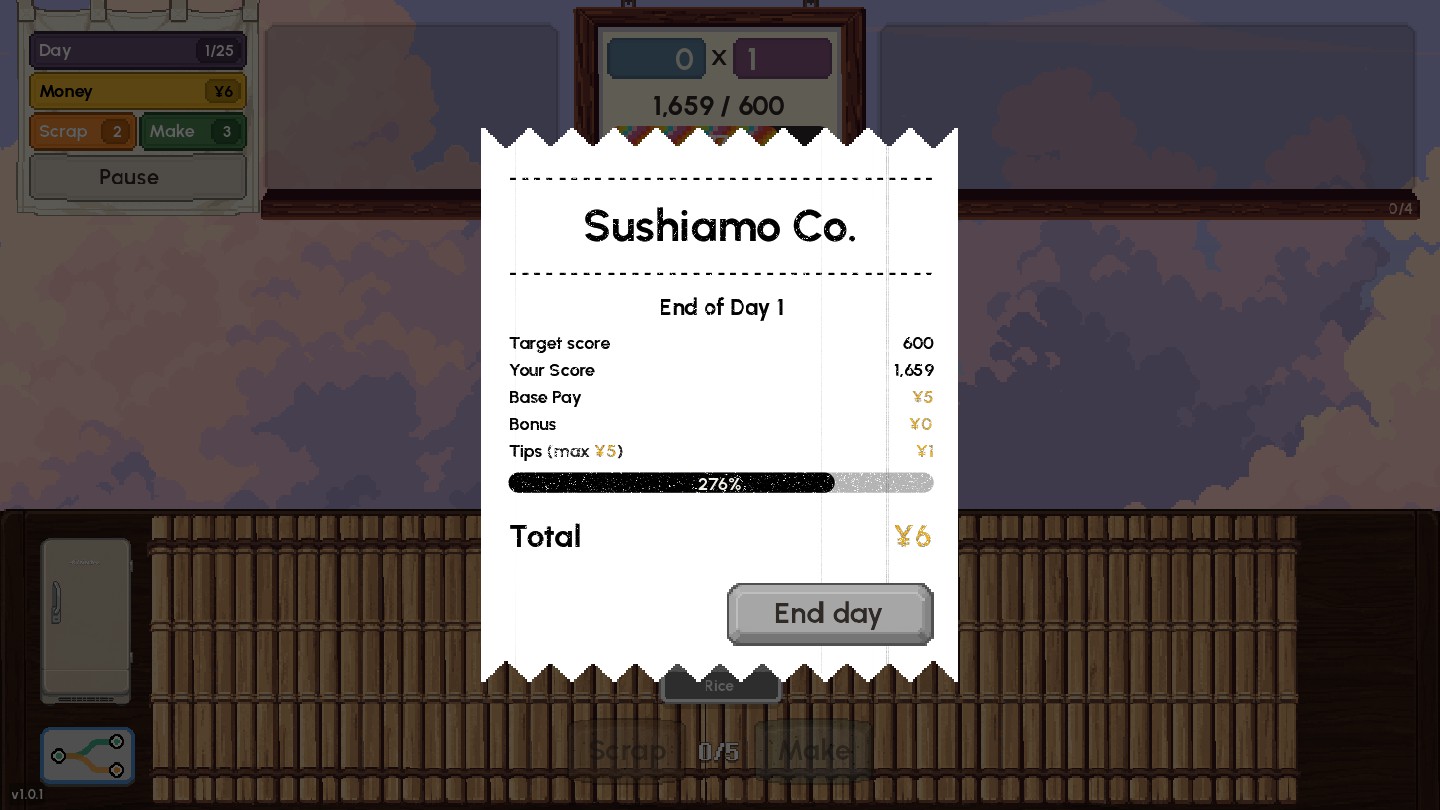 Day 1/25
Money ¥6
Scrap 2 Make 3
Pause
0 X 1
1,659 / 600
0/4
Sushiamo Co.
End of Day 1
Target score 600
Your Score 1,659
Base Pay ¥5
Bonus ¥0
Tips (max ¥5) ¥1
276%
Total ¥6
End day
Rice
Scrap 0/5 Make
v1.0.1